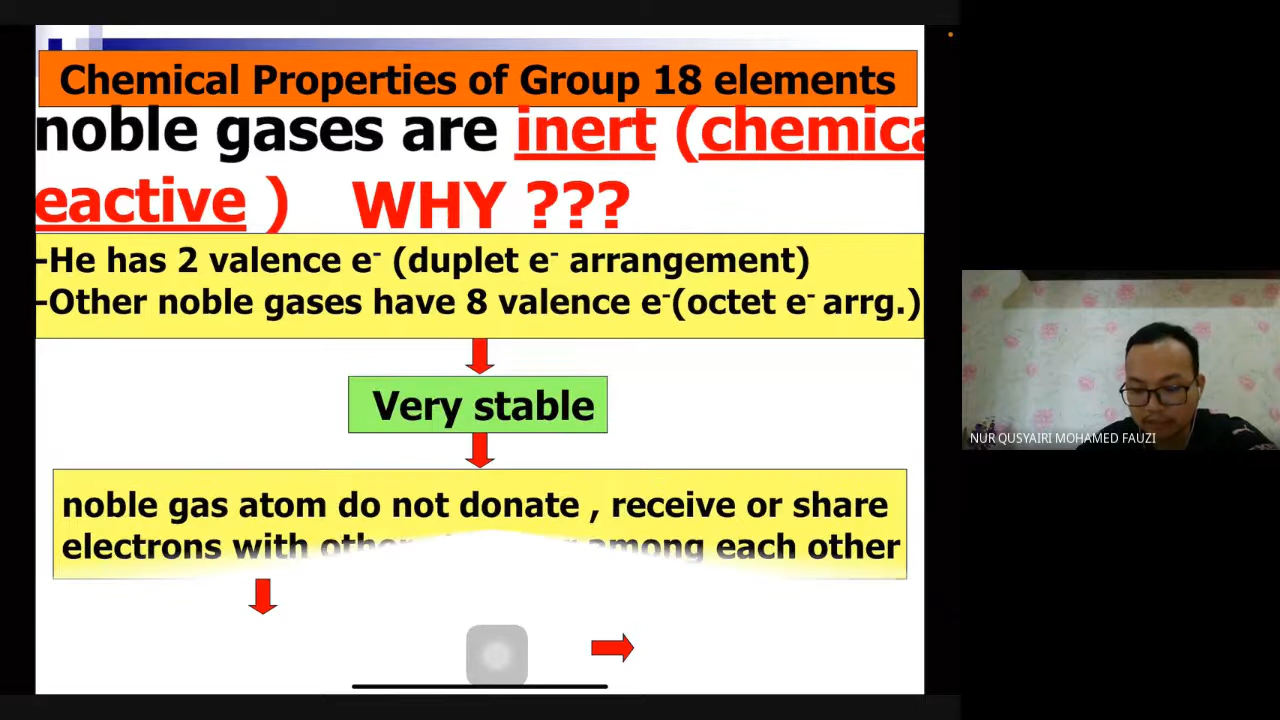 Chemical Properties of Group 18 elements
noble gases are inert (chemica
eactive ) WHY ???
-He has 2 valence e- (duplet e- arrangement)
-Other noble gases have 8 valence e-(octet e- arrg.)
Very stable
noble gas atom do not donate , receive or share
electrons with other among each other
NUR QUSYAIRI MOHAMED FAUZI